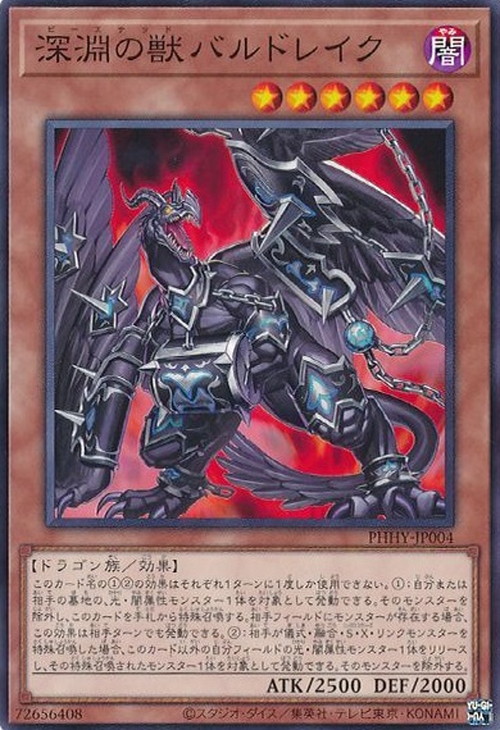 ビーステッド
深淵の獣バルドレイク
やみ
闇
PHHY-JP004
【ドラゴン族／効果】
このカード名の①②の効果はそれぞれ1ターンに1度しか使用できない。①：自分または
相手の墓地の、光・闇属性モンスター1体を対象として発動できる。そのモンスターを
除外し、このカードを手札から特殊召喚する。相手フィールドにモンスターが存在する場合、
この効果は相手ターンでも発動できる。②：相手が儀式・融合・S・X・リンクモンスターを
特殊召喚した場合、このカード以外の自分フィールドの光・闇属性モンスター1体をリリース
し、その特殊召喚されたモンスター1体を対象として発動できる。そのモンスターを除外する。
ATK/2500 DEF/2000
72656408 ©スタジオ・ダイス／集英社・テレビ東京・KONAMI